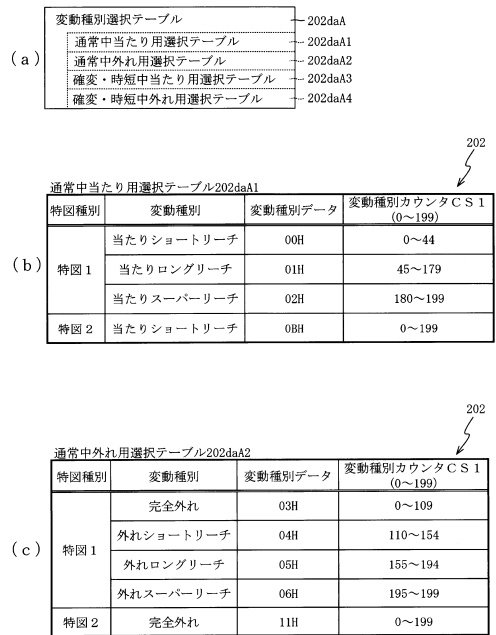 (a)
変動種別選択テーブル 202daA
通常中当たり用選択テーブル 202daA1
通常中外れ用選択テーブル 202daA2
確変・時短中当たり用選択テーブル 202daA3
確変・時短中外れ用選択テーブル 202daA4
202
通常中当たり用選択テーブル202daA1
(b)
特図種別 変動種別 変動種別データ 変動種別カウンタCS1 (0〜199)
特図1 当たりショートリーチ 00H 0〜44
当たりロングリーチ 01H 45〜179
当たりスーパーリーチ 02H 180〜199
特図2 当たりショートリーチ 0BH 0〜199
202
通常中外れ用選択テーブル202daA2
(c)
特図種別 変動種別 変動種別データ 変動種別カウンタCS1 (0〜199)
特図1 完全外れ 03H 0〜109
外れショートリーチ 04H 110〜154
外れロングリーチ 05H 155〜194
外れスーパーリーチ 06H 195〜199
特図2 完全外れ 11H 0〜199